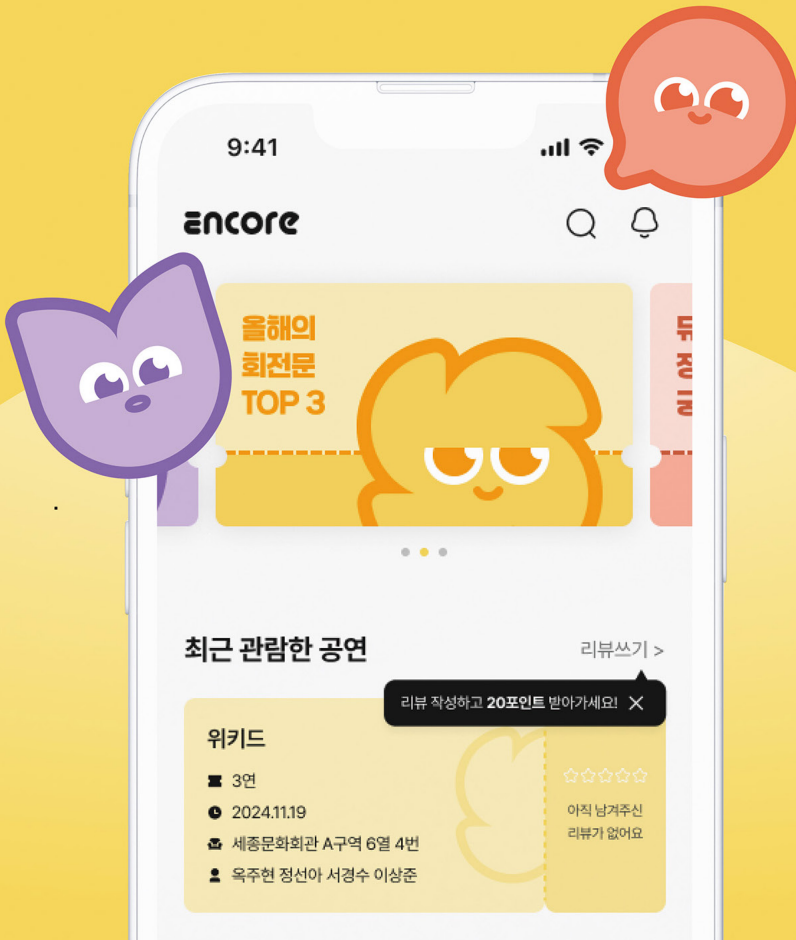 9:41
encore
올해의
회전문
TOP 3
뮤
정
최근 관람한 공연
리뷰쓰기 >
리뷰 작성하고 20포인트 받아가세요!
위키드
3연
2024.11.19
세종문화회관 A구역 6열 4번
옥주현 정선아 서경수 이상준
아직 남겨주신
리뷰가 없어요